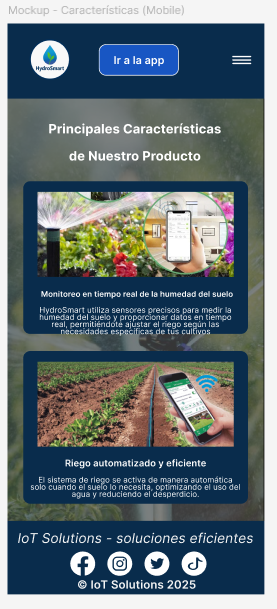 Mockup - Características (Mobile)
HydroSmart
Ir a la app
Principales Características
de Nuestro Producto
Monitoreo en tiempo real de la humedad del suelo
HydroSmart utiliza sensores precisos para medir la
humedad del suelo y proporcionar datos en tiempo
real, permitiéndote ajustar el riego según las
necesidades específicas de tus cultivos
Riego automatizado y eficiente
El sistema de riego se activa de manera automática
solo cuando el suelo lo necesita, optimizando el uso del
agua y reduciendo el desperdicio.
IoT Solutions - soluciones eficientes
© IoT Solutions 2025